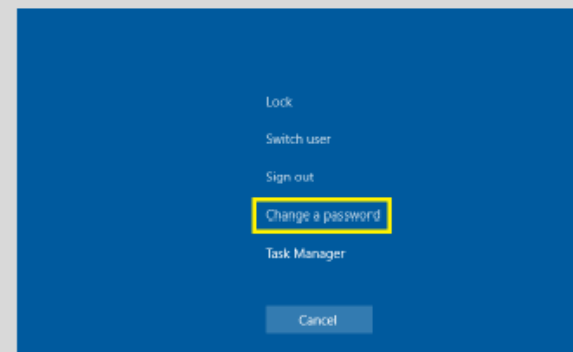 Lock
Switch user
Sign out
Change a password
Task Manager
Cancel